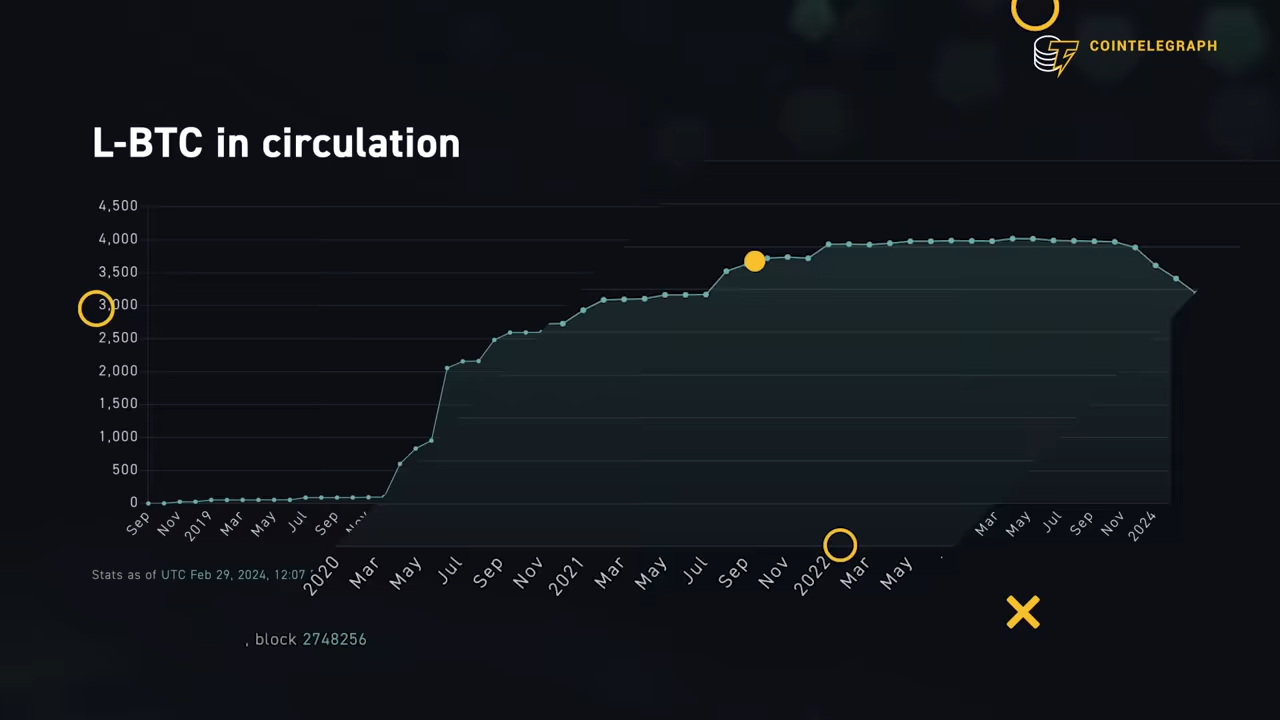 COINTELEGRAPH
L-BTC in circulation
4,500
4,000
3,500
3,000
2,500
2,000
1,500
1,000
500
0
Sep Nov 2019 Mar May Jul Sep Nov 2020 Mar May Jul Sep Nov 2021 Mar May Jul Sep Nov 2022 Mar May Mar May Jul Sep Nov 2024
Stats as of UTC Feb 29, 2024, 12:07
, block 2748256